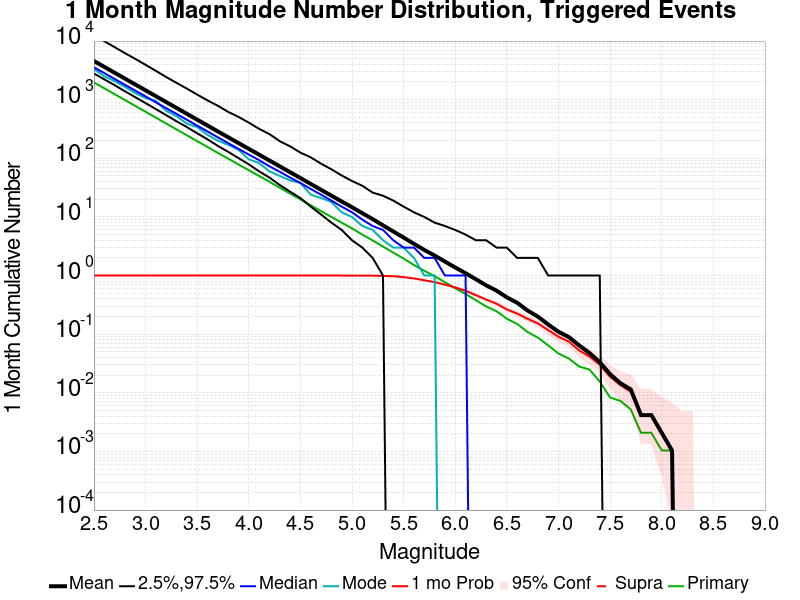 1 Month Magnitude Number Distribution, Triggered Events
1 Month Cumulative Number
10^4
10^3
10^2
10^1
10^0
10^-1
10^-2
10^-3
10^-4
2.5 3.0 3.5 4.0 4.5 5.0 5.5 6.0 6.5 7.0 7.5 8.0 8.5 9.0
Magnitude
Mean 2.5%,97.5% Median Mode 1 mo Prob 95% Conf Supra Primary